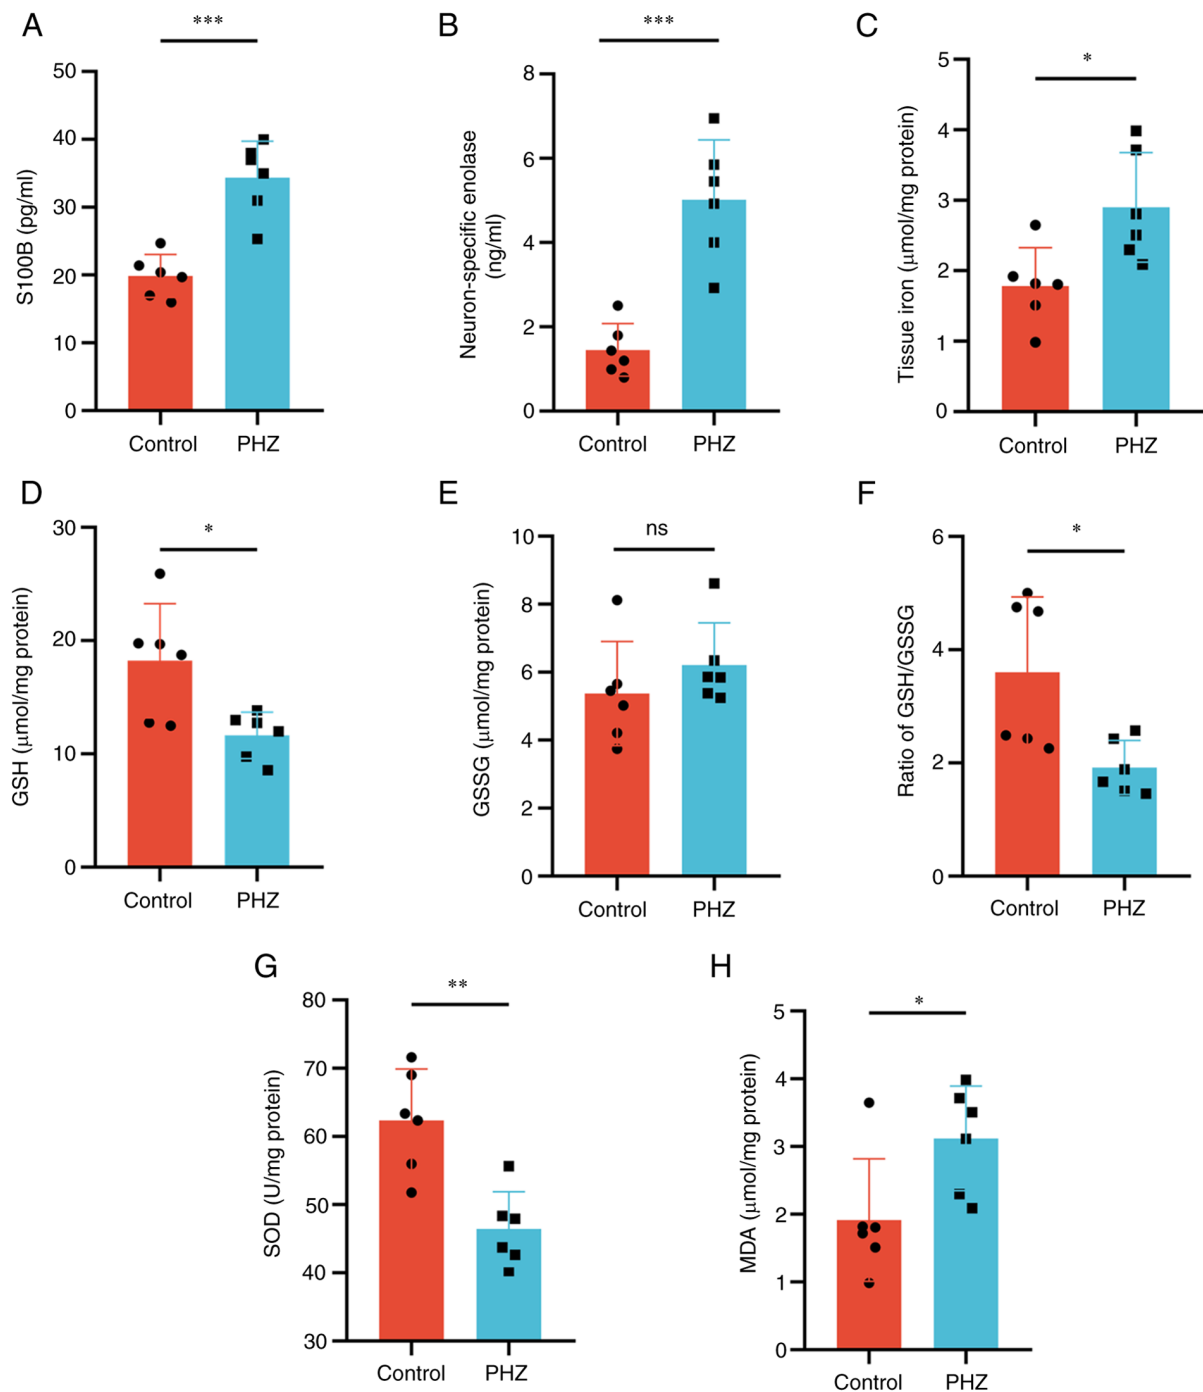 A
***
S100B (pg/ml)
50
40
30
20
10
0
Control PHZ
B
***
Neuron-specific enolase
(ng/ml)
8
6
4
2
0
Control PHZ
C
*
Tissue iron (μmol/mg protein)
5
4
3
2
1
0
Control PHZ
D
*
GSH (μmol/mg protein)
30
20
10
0
Control PHZ
E
ns
GSSG (μmol/mg protein)
10
8
6
4
2
0
Control PHZ
F
*
Ratio of GSH/GSSG
6
4
2
0
Control PHZ
G
**
SOD (U/mg protein)
80
70
60
50
40
30
Control PHZ
H
*
MDA (μmol/mg protein)
5
4
3
2
1
0
Control PHZ